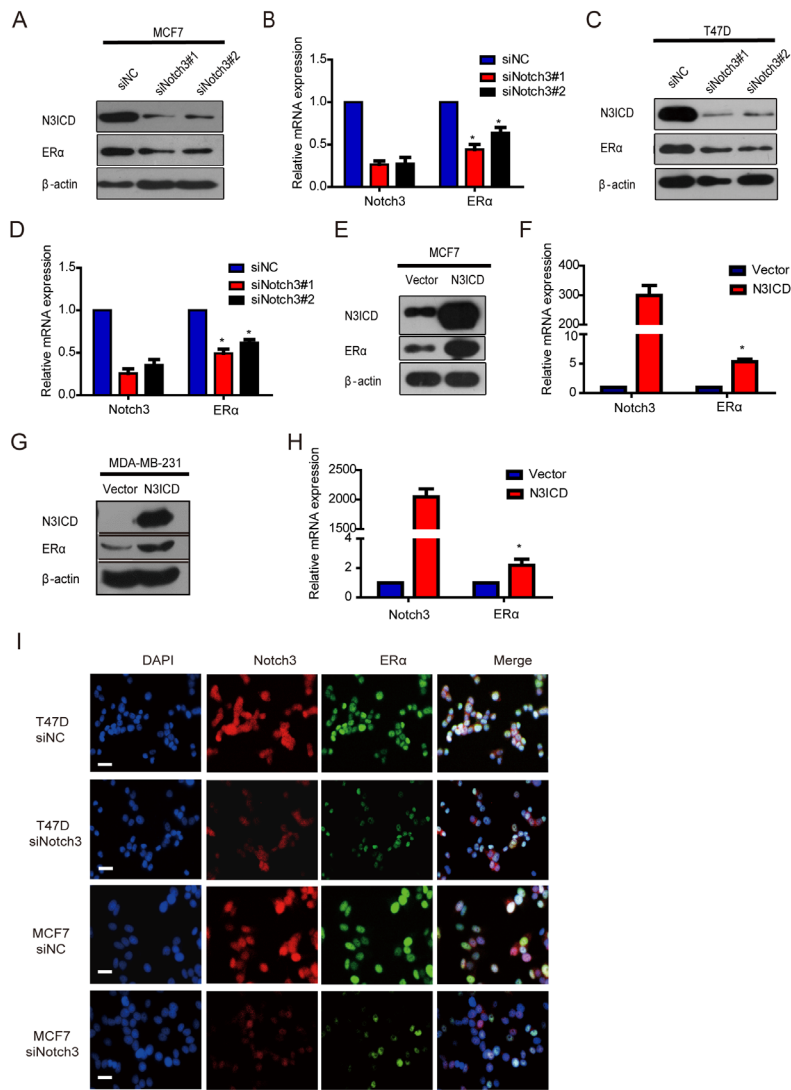 A
MCF7
siNC
siNotch3#1
siNotch3#2
N3ICD
ERα
β-actin
B
Relative mRNA expression
1.5
1.0
0.5
0.0
siNC
siNotch3#1
siNotch3#2
*
*
Notch3
ERα
C
T47D
siNC
siNotch3#1
siNotch3#2
N3ICD
ERα
β-actin
D
Relative mRNA expression
1.5
1.0
0.5
0.0
siNC
siNotch3#1
siNotch3#2
*
*
Notch3
ERα
E
MCF7
Vector N3ICD
N3ICD
ERα
β-actin
F
Relative mRNA expression
400
300
200
100
10
5
0
Vector
N3ICD
*
Notch3
ERα
G
MDA-MB-231
Vector N3ICD
N3ICD
ERα
β-actin
H
Relative mRNA expression
2500
2000
1500
4
2
0
Vector
N3ICD
*
Notch3
ERα
I
DAPI
Notch3
ERα
Merge
T47D
siNC
T47D
siNotch3
MCF7
siNC
MCF7
siNotch3